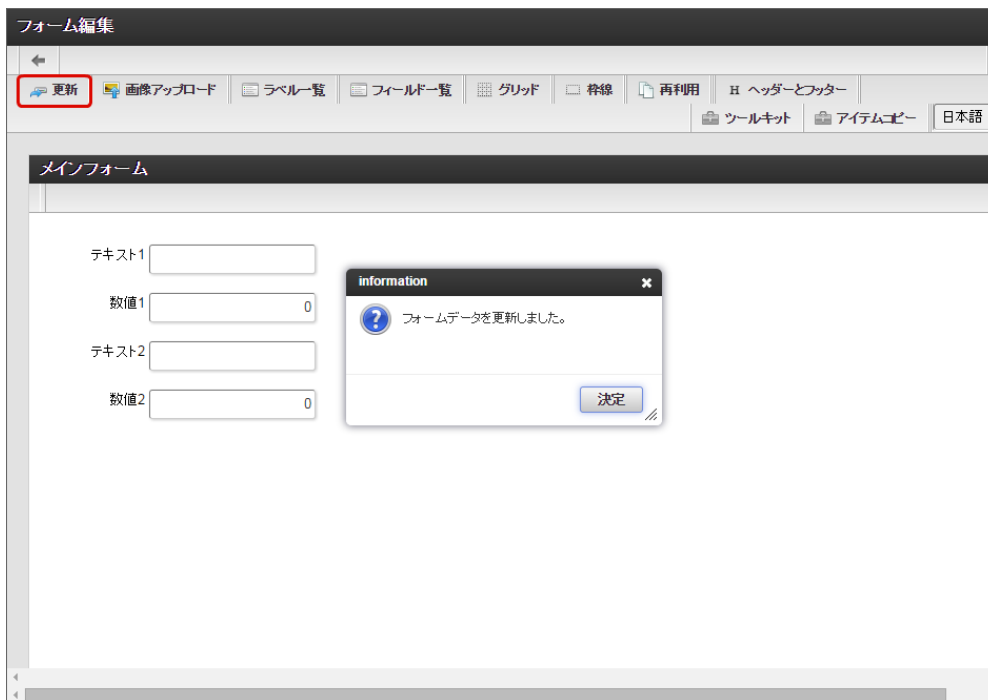 フォーム編集
更新 画像アップロード ラベル一覧 フィールド一覧 グリッド 枠線 再利用 H ヘッダーとフッター
ツールキット アイテムコピー 日本語
メインフォーム
テキスト1
information
数値1 0
フォームデータを更新しました。
テキスト2
数値2 0
決定